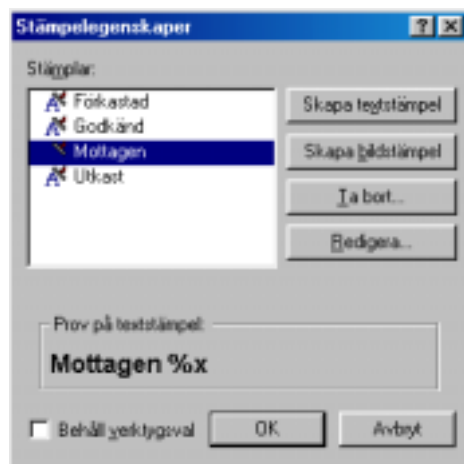 Stämpelegenskaper
Stämplar:
Förkastad
Godkänd
Mottagen
Utkast
Skapa textstämpel
Skapa bildstämpel
Ta bort...
Redigera...
Prov på textstämpel:
Mottagen %x
Behåll verktygsval
OK
Avbryt